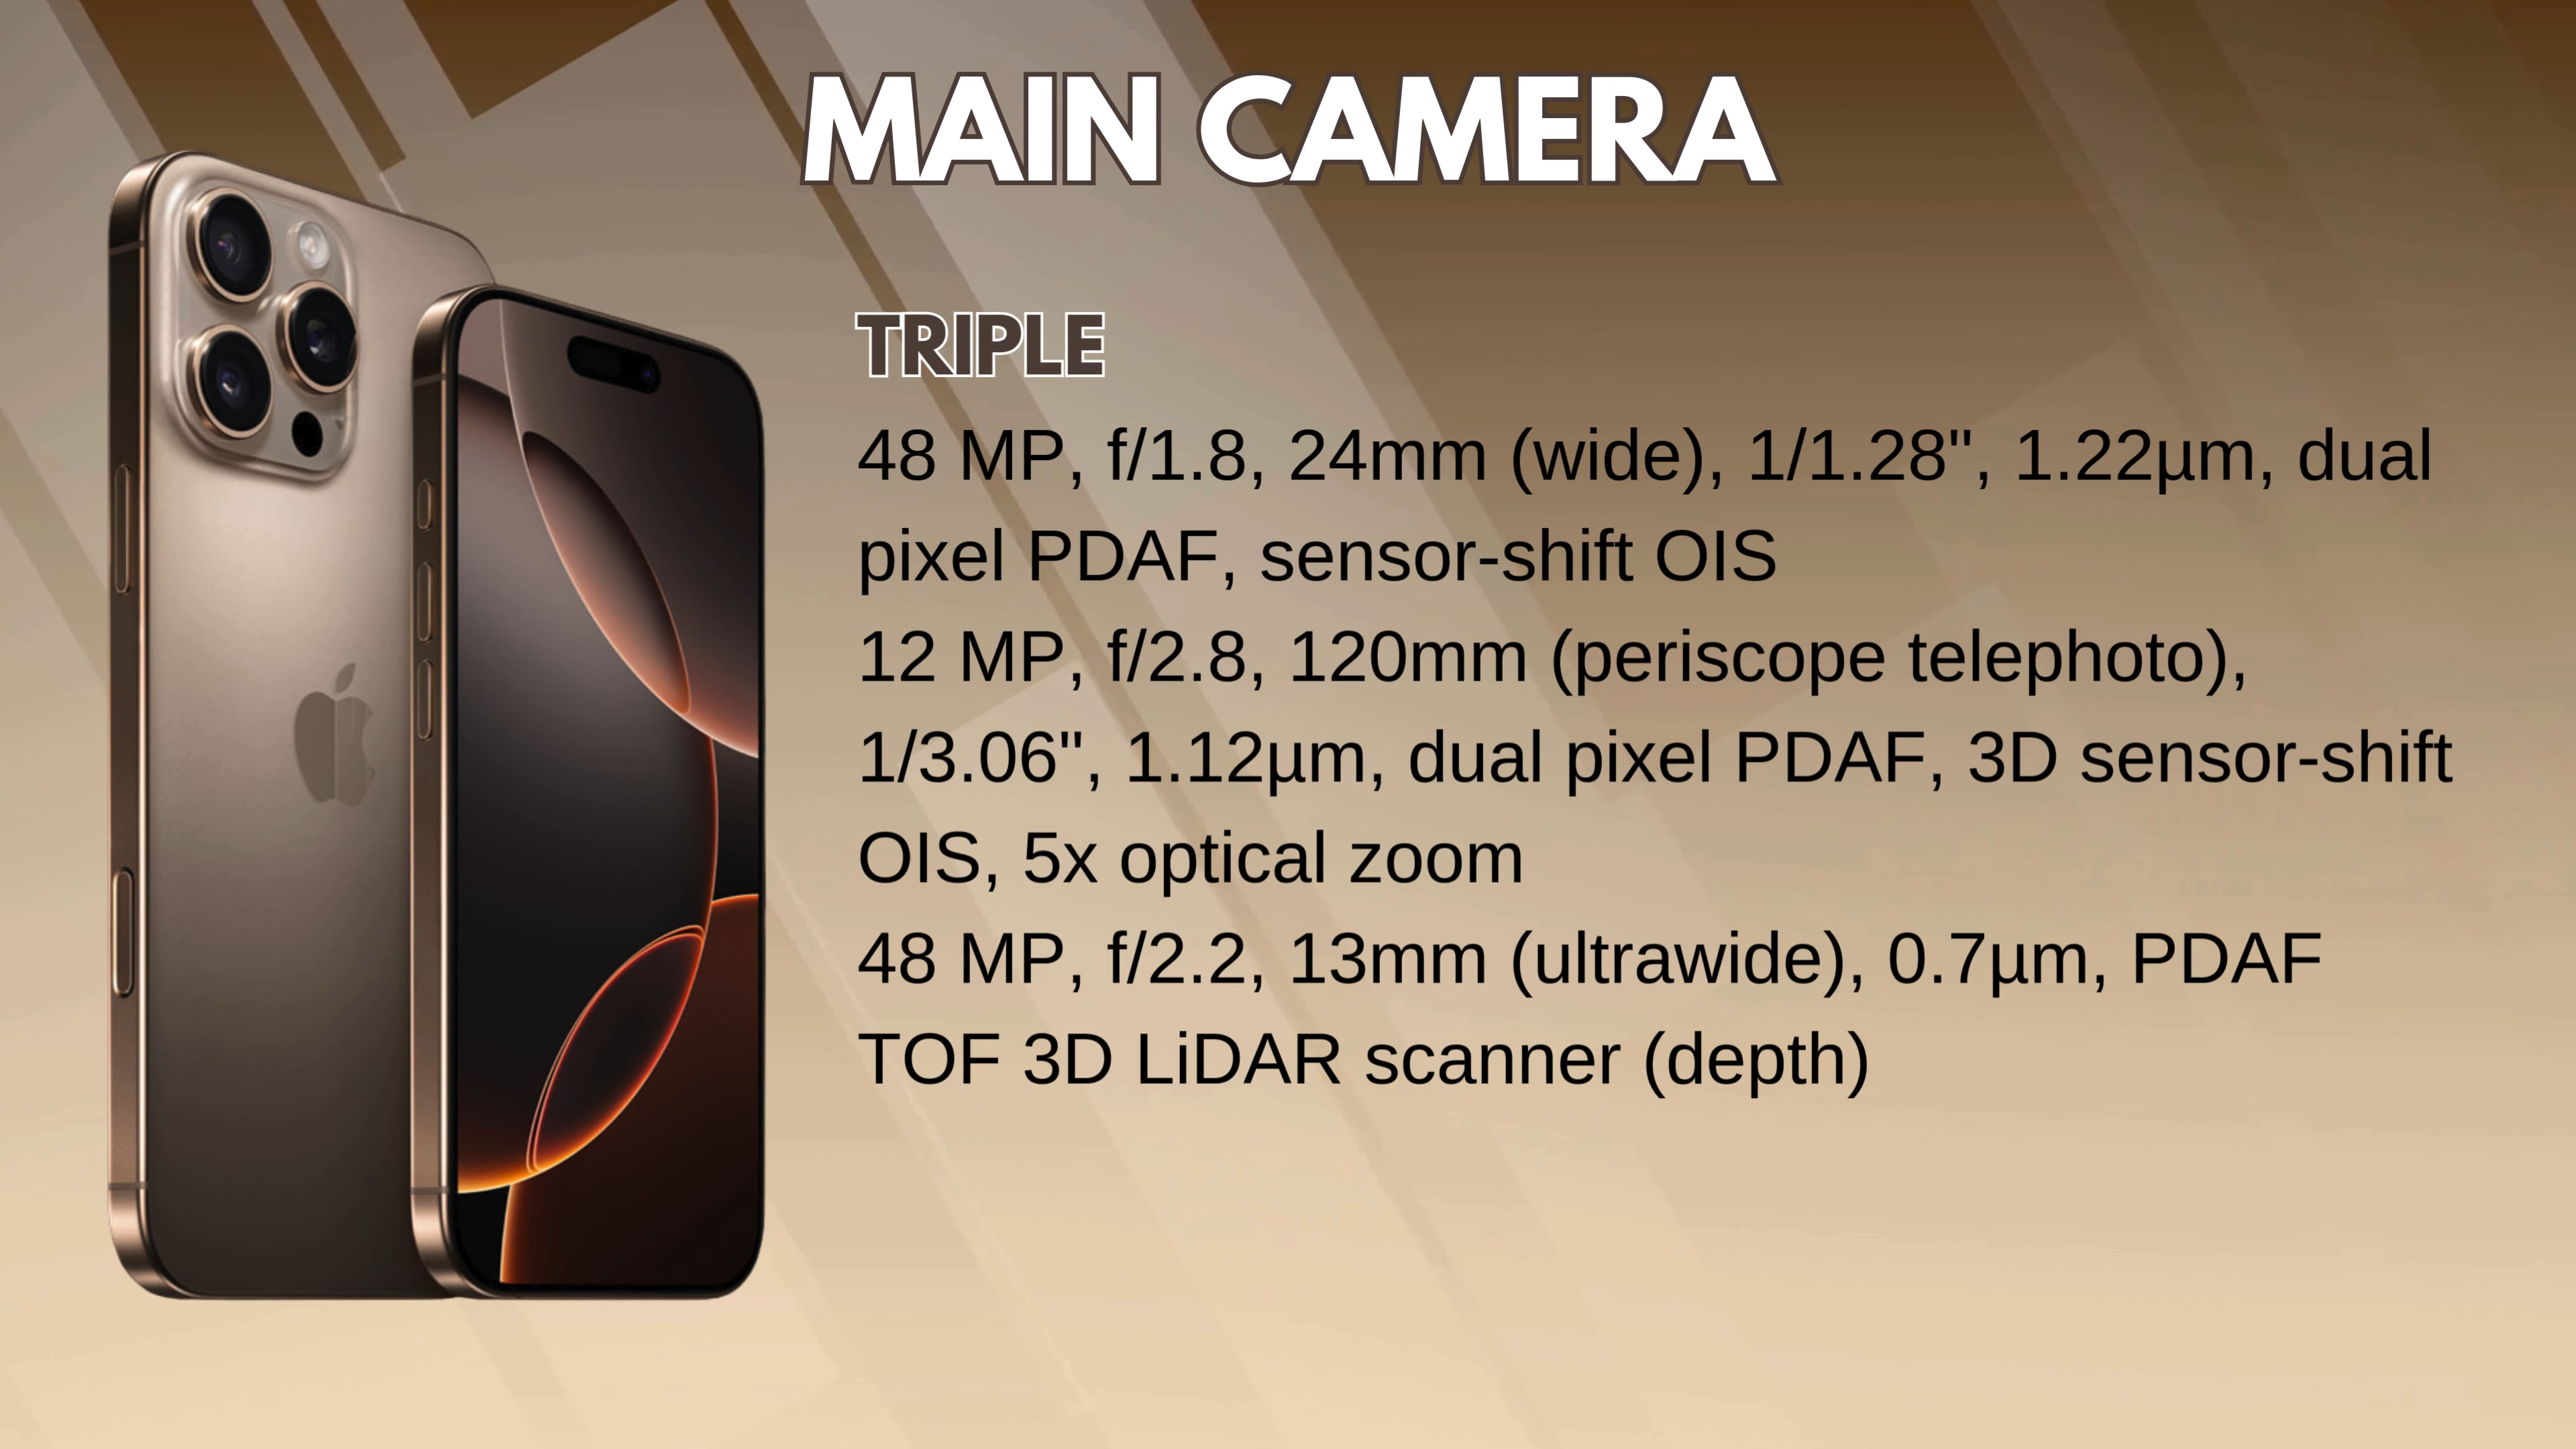 MAIN CAMERA
TRIPLE
48 MP, f/1.8, 24mm (wide), 1/1.28", 1.22µm, dual
pixel PDAF, sensor-shift OIS
12 MP, f/2.8, 120mm (periscope telephoto),
1/3.06", 1.12µm, dual pixel PDAF, 3D sensor-shift
OIS, 5x optical zoom
48 MP, f/2.2, 13mm (ultrawide), 0.7µm, PDAF
TOF 3D LiDAR scanner (depth)